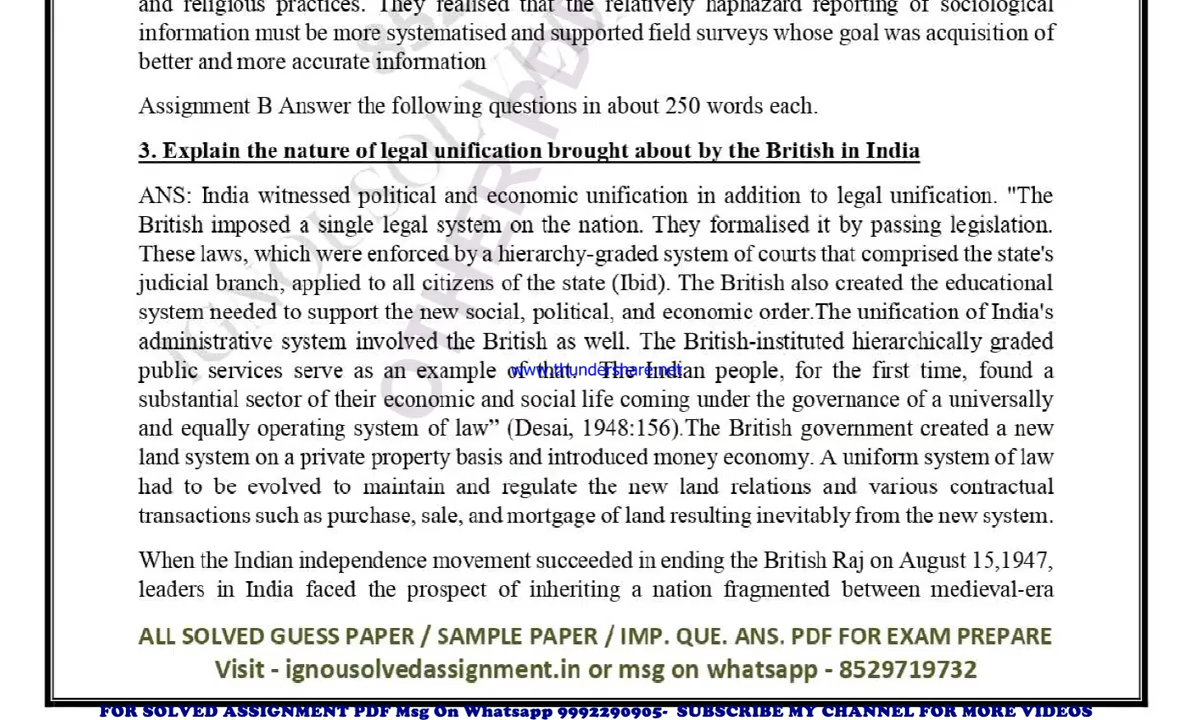 and religious practices. They realised that the relatively haphazard reporting of sociological
information must be more systematised and supported field surveys whose goal was acquisition of
better and more accurate information
Assignment B Answer the following questions in about 250 words each.
3. Explain the nature of legal unification brought about by the British in India
ANS: India witnessed political and economic unification in addition to legal unification. "The
British imposed a single legal system on the nation. They formalised it by passing legislation.
These laws, which were enforced by a hierarchy-graded system of courts that comprised the state's
judicial branch, applied to all citizens of the state (Ibid). The British also created the educational
system needed to support the new social, political, and economic order.The unification of India's
administrative system involved the British as well. The British-instituted hierarchically graded
public services serve as an example of that. The Indian people, for the first time, found a
www.thundershare.net
substantial sector of their economic and social life coming under the governance of a universally
and equally operating system of law” (Desai, 1948:156).The British government created a new
land system on a private property basis and introduced money economy. A uniform system of law
had to be evolved to maintain and regulate the new land relations and various contractual
transactions such as purchase, sale, and mortgage of land resulting inevitably from the new system.
When the Indian independence movement succeeded in ending the British Raj on August 15,1947,
leaders in India faced the prospect of inheriting a nation fragmented between medieval-era
ALL SOLVED GUESS PAPER / SAMPLE PAPER / IMP. QUE. ANS. PDF FOR EXAM PREPARE
Visit - ignousolvedassignment.in or msg on whatsapp - 8529719732
FOR SOLVED ASSIGNMENT PDF Msg On Whatsapp 9992290905- SUBSCRIBE MY CHANNEL FOR MORE VIDEOS